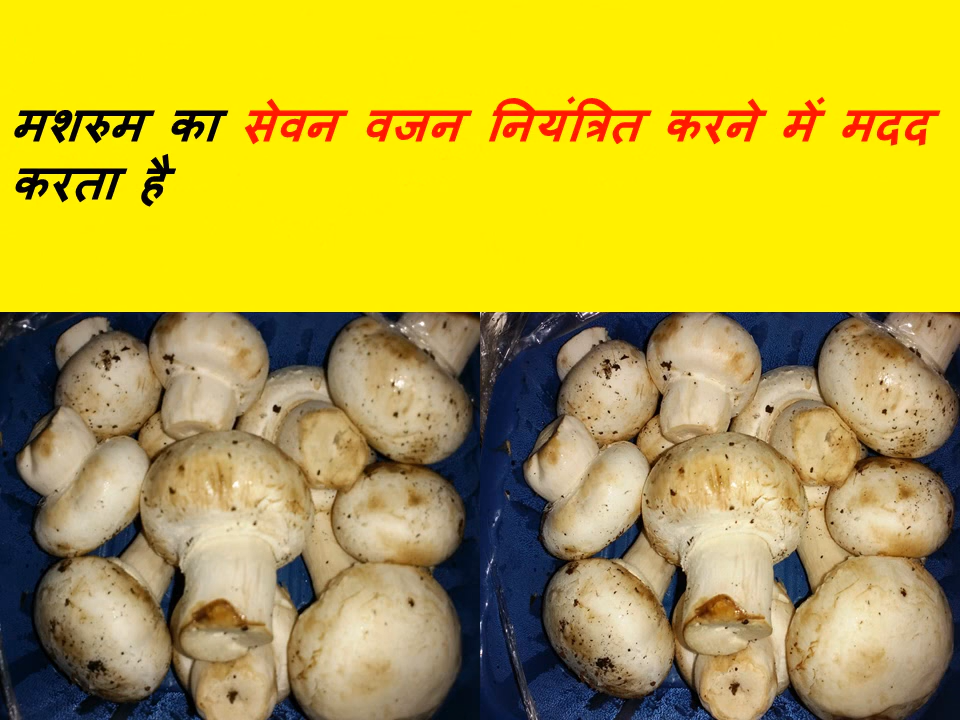 मशरुम का सेवन वजन नियंत्रित करने में मदद
करता है